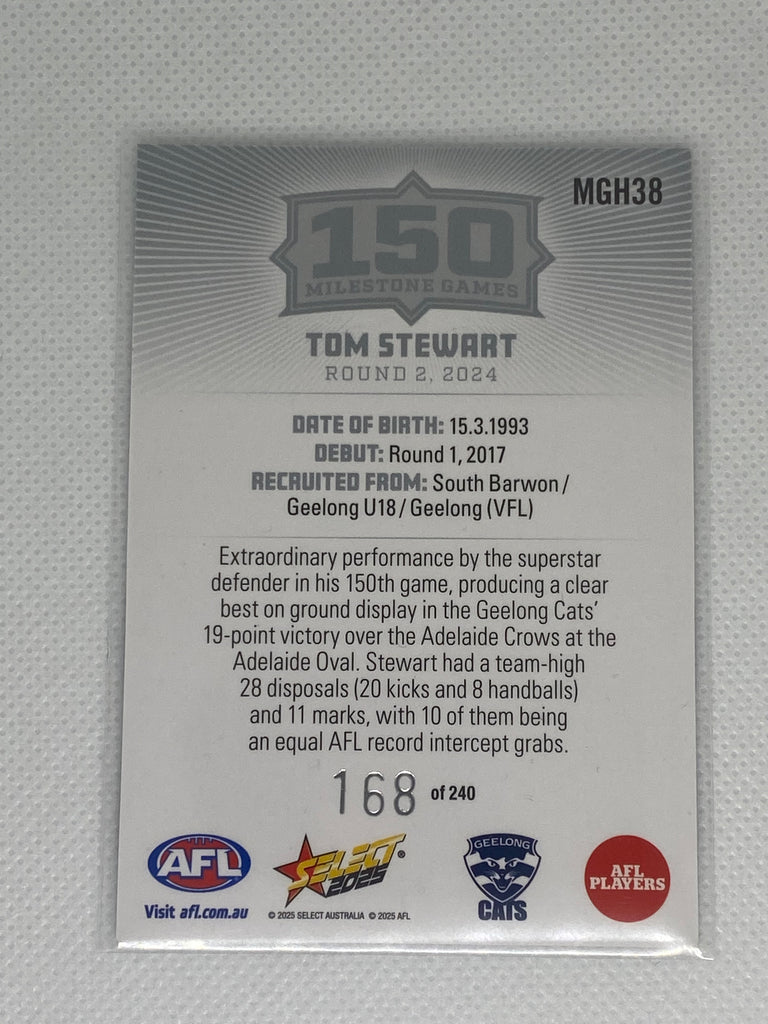 MGH38
150
MILESTONE GAMES
TOM STEWART
ROUND 2, 2024
DATE OF BIRTH: 15.3.1993
DEBUT: Round 1, 2017
RECRUITED FROM: South Barwon /
Geelong U18 / Geelong (VFL)
Extraordinary performance by the superstar
defender in his 150th game, producing a clear
best on ground display in the Geelong Cats'
19-point victory over the Adelaide Crows at the
Adelaide Oval. Stewart had a team-high
28 disposals (20 kicks and 8 handballs)
and 11 marks, with 10 of them being
an equal AFL record intercept grabs.
168 of 240
AFL
Visit afl.com.au
SELECT®
2025
© 2025 SELECT AUSTRALIA © 2025 AFL
GEELONG
CATS
AFL
PLAYERS